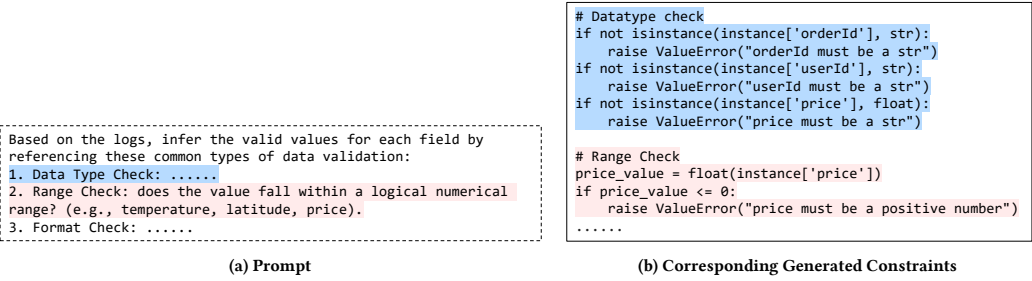 Based on the logs, infer the valid values for each field by
referencing these common types of data validation:
1. Data Type Check: ......
2. Range Check: does the value fall within a logical numerical
range? (e.g., temperature, latitude, price).
3. Format Check: ......
(a) Prompt
# Datatype check
if not isinstance(instance['orderId'], str):
    raise ValueError("orderId must be a str")
if not isinstance(instance['userId'], str):
    raise ValueError("userId must be a str")
if not isinstance(instance['price'], float):
    raise ValueError("price must be a str")

# Range Check
price_value = float(instance['price'])
if price_value <= 0:
    raise ValueError("price must be a positive number")
......
(b) Corresponding Generated Constraints